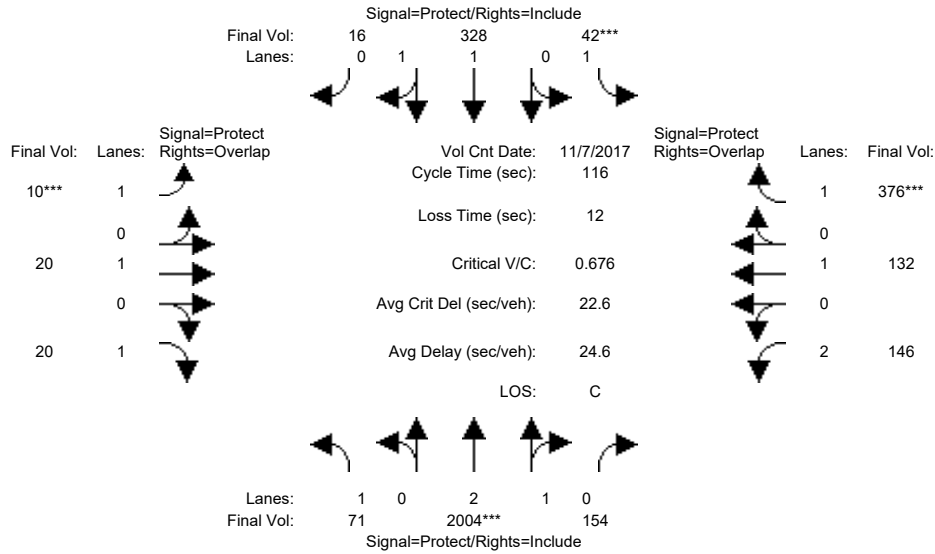 Signal=Protect/Rights=Include
Final Vol: 16 328 42***
Lanes: 0 1 1 0 1
Signal=Protect
Final Vol: Lanes: Rights=Overlap
Vol Cnt Date: 11/7/2017
Signal=Protect
Rights=Overlap Lanes: Final Vol:
Cycle Time (sec): 116
10*** 1
1 376***
Loss Time (sec): 12
0
0
20 1
Critical V/C: 0.676
1 132
0
Avg Crit Del (sec/veh): 22.6
0
20 1
Avg Delay (sec/veh): 24.6
2 146
LOS: C
Lanes: 1 0 2 1 0
Final Vol: 71 2004*** 154
Signal=Protect/Rights=Include